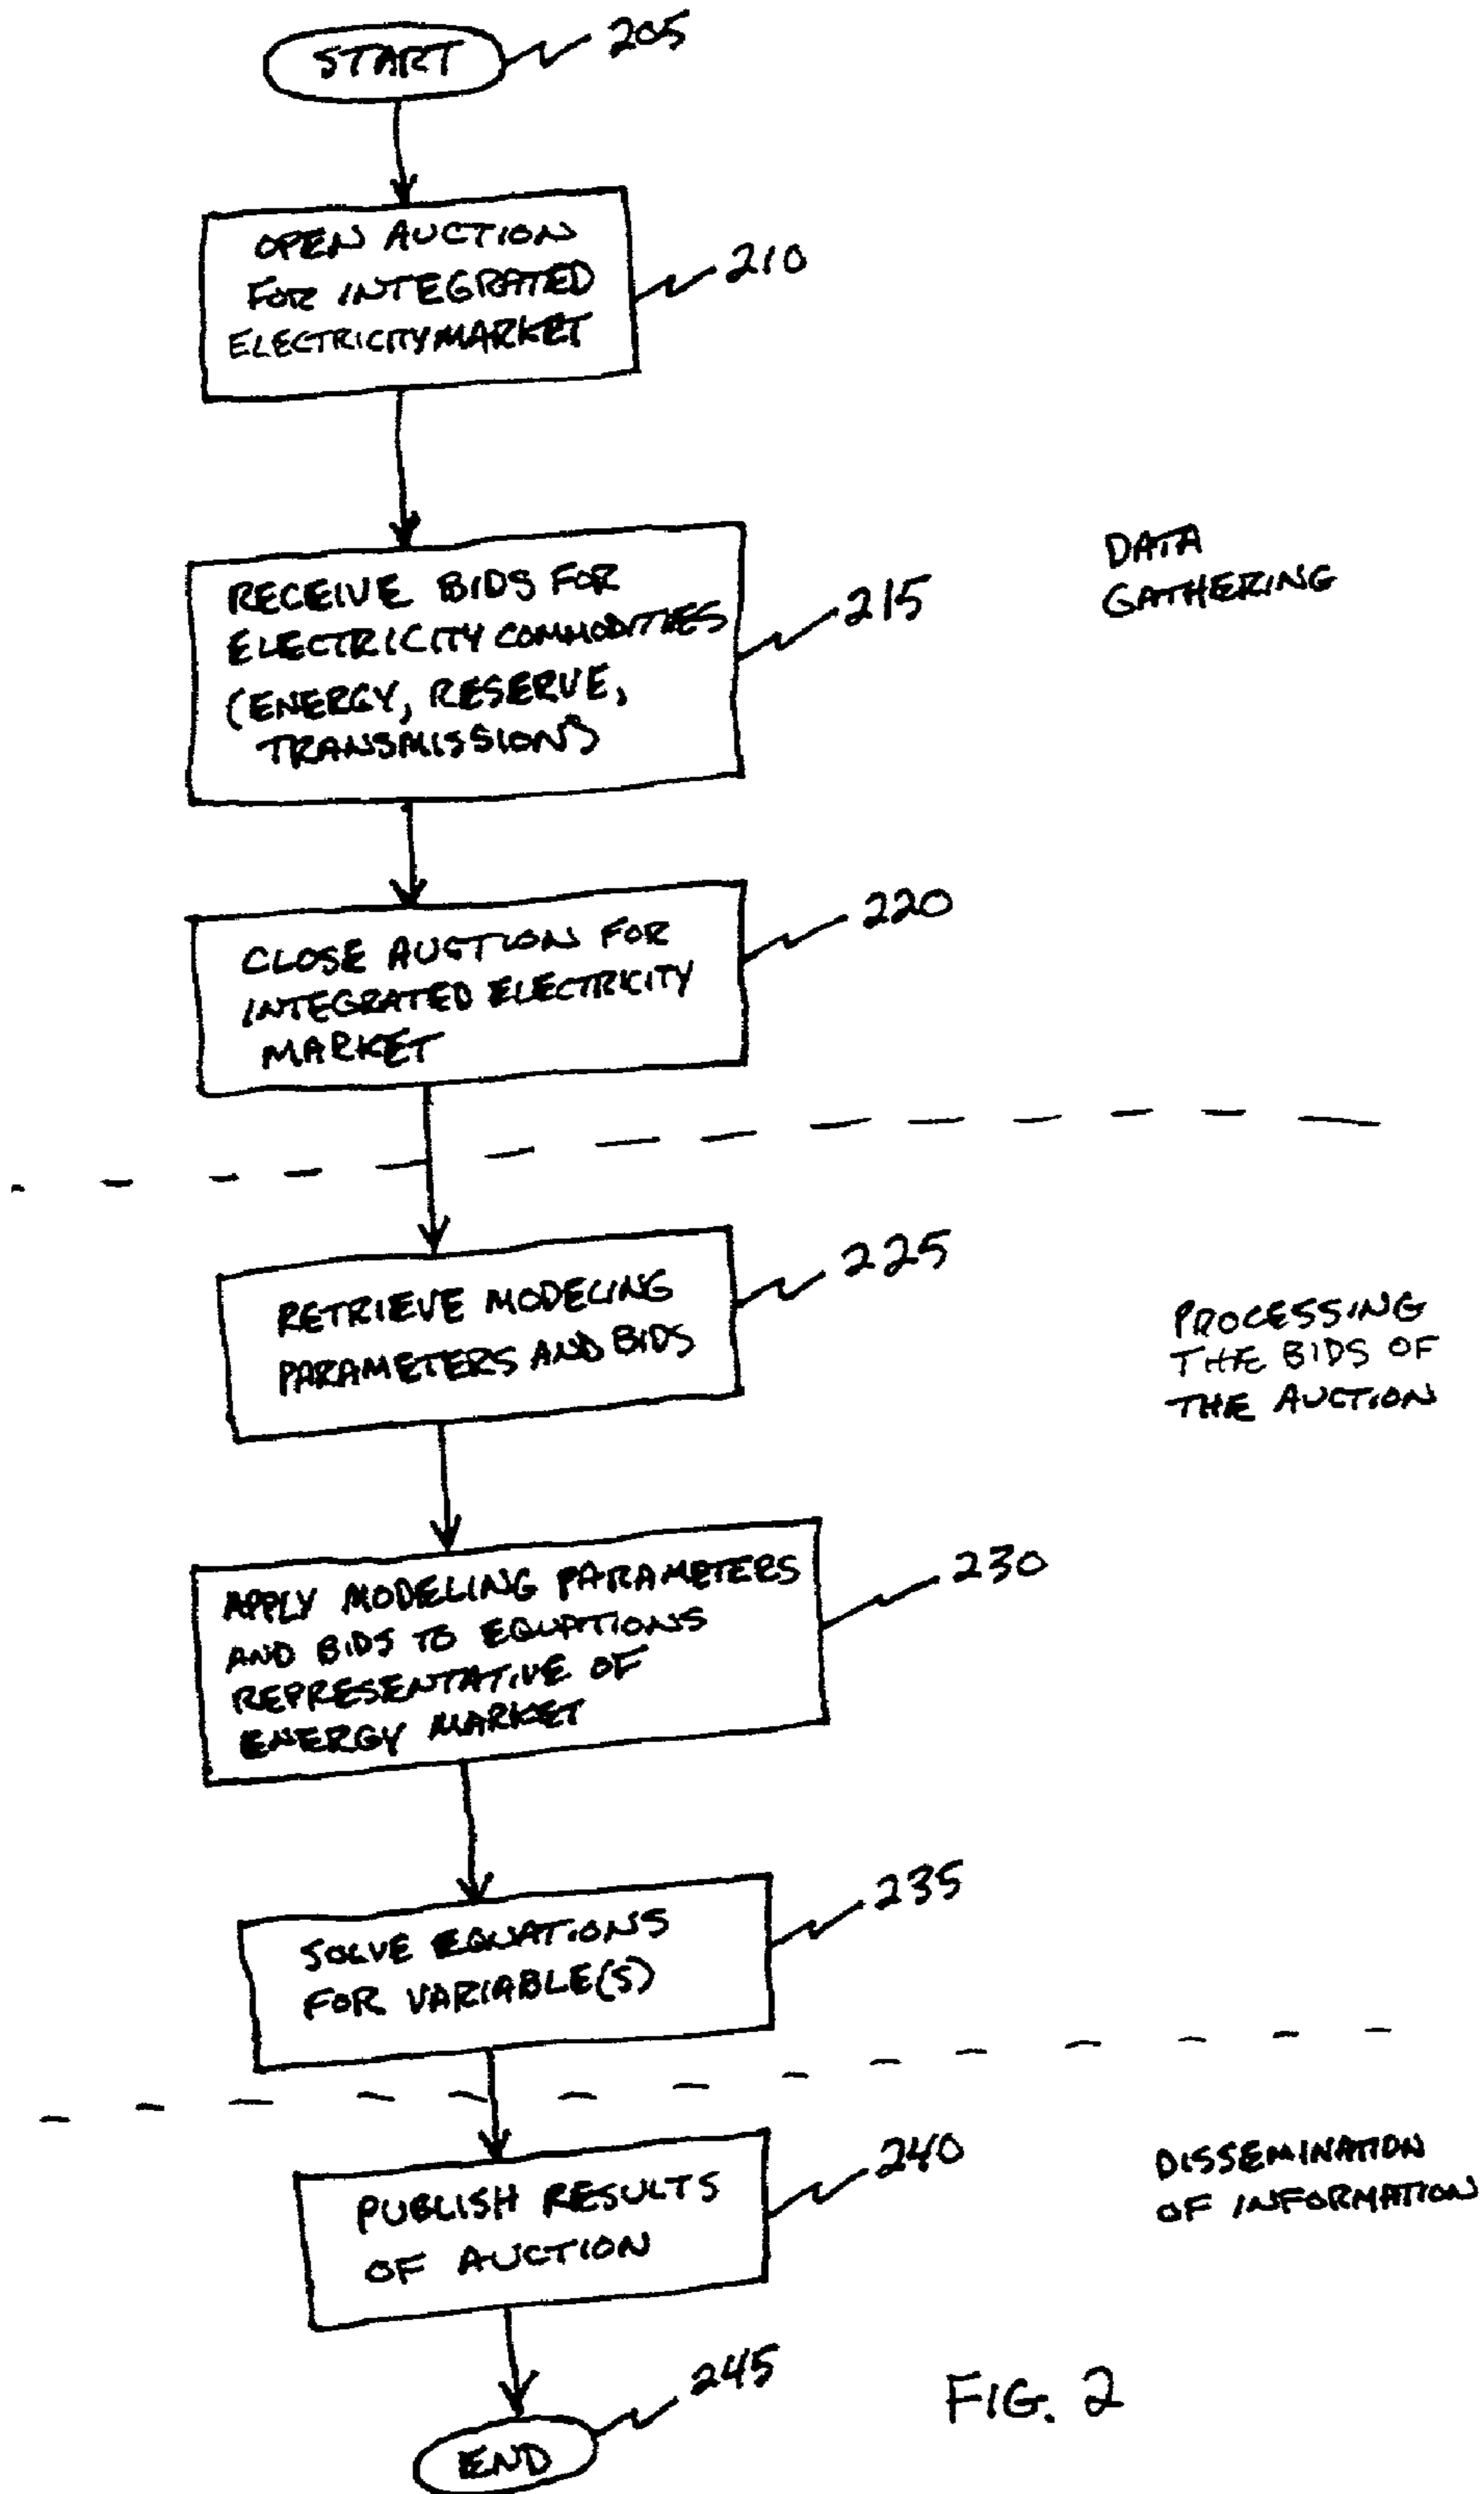 START
205
OPEN AUCTION
FOR INTEGRATED
ELECTRICITY MARKET
210
RECEIVE BIDS FOR
ELECTRICITY COMMODITIES
(ENERGY, RESERVE,
TRANSMISSION)
215
DATA
GATHERING
CLOSE AUCTION FOR
INTEGRATED ELECTRICITY
MARKET
220
RETRIEVE MODELING
PARAMETERS AND BIDS
225
PROCESSING
THE BIDS OF
THE AUCTION
APPLY MODELING PARAMETERS
AND BIDS TO EQUATIONS
REPRESENTATIVE OF
ENERGY MARKET
230
SOLVE EQUATIONS
FOR VARIABLE(S)
235
PUBLISH RESULTS
OF AUCTION
240
DISSEMINATION
OF INFORMATION
END
245
FIG. 2